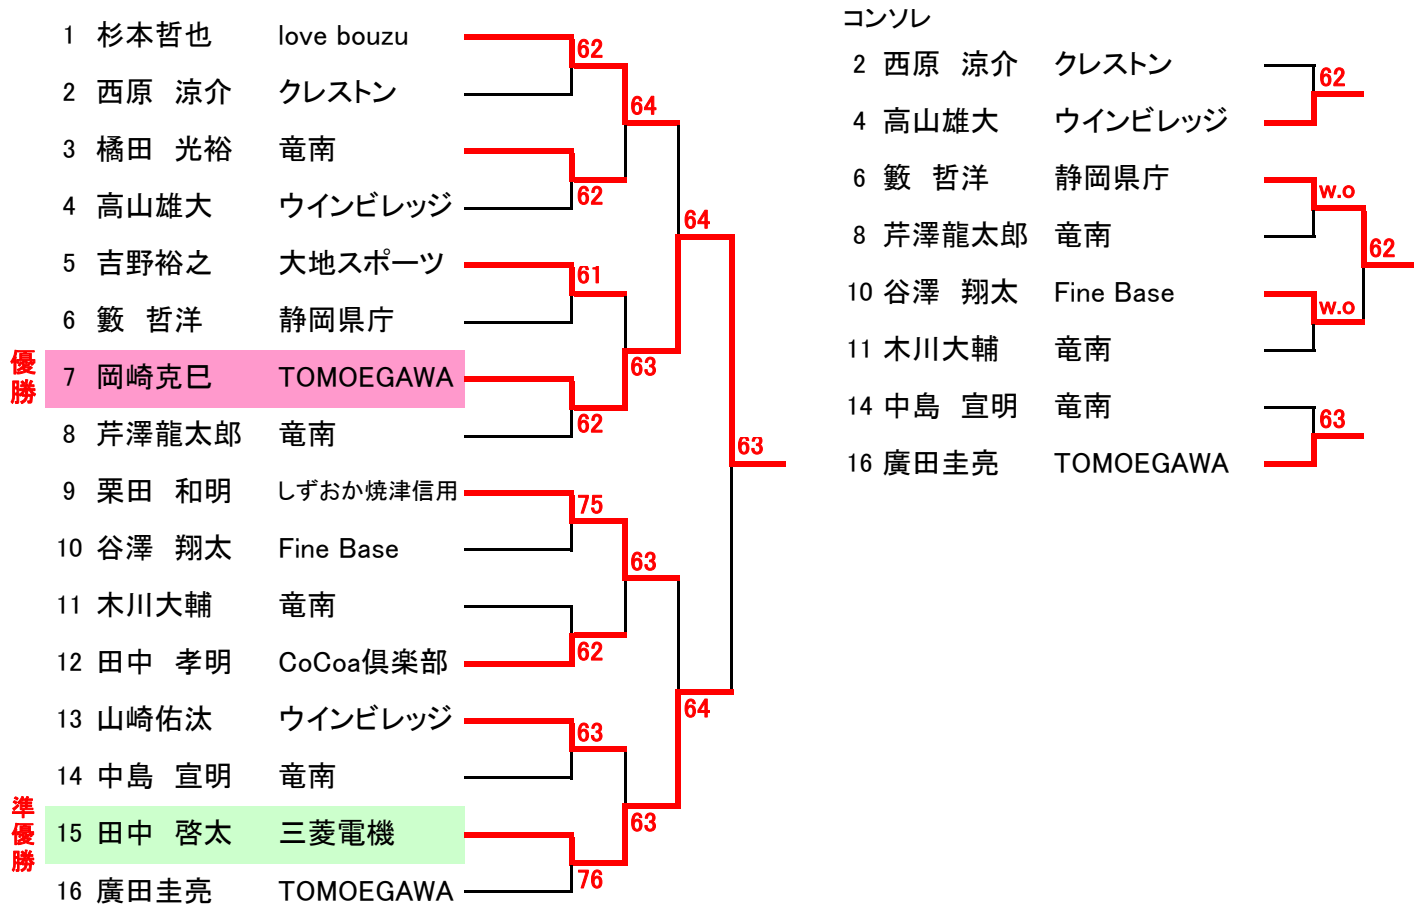 1 杉本哲也 love bouzu
62
2 西原 涼介 クレストン
64
3 橘田 光裕 竜南
62
4 高山雄大 ウインビレッジ
64
5 吉野裕之 大地スポーツ
61
6 籔 哲洋 静岡県庁
63
優勝
7 岡崎克巳 TOMOEGAWA
62
8 芹澤龍太郎 竜南
63
9 栗田 和明 しずおか焼津信用
75
10 谷澤 翔太 Fine Base
63
11 木川大輔 竜南
62
12 田中 孝明 CoCoa倶楽部
64
13 山崎佑汰 ウインビレッジ
63
14 中島 宣明 竜南
63
準優勝
15 田中 啓太 三菱電機
76
16 廣田圭亮 TOMOEGAWA
コンソレ
2 西原 涼介 クレストン
62
4 高山雄大 ウインビレッジ
6 籔 哲洋 静岡県庁
w.o
8 芹澤龍太郎 竜南
62
10 谷澤 翔太 Fine Base
w.o
11 木川大輔 竜南
14 中島 宣明 竜南
63
16 廣田圭亮 TOMOEGAWA